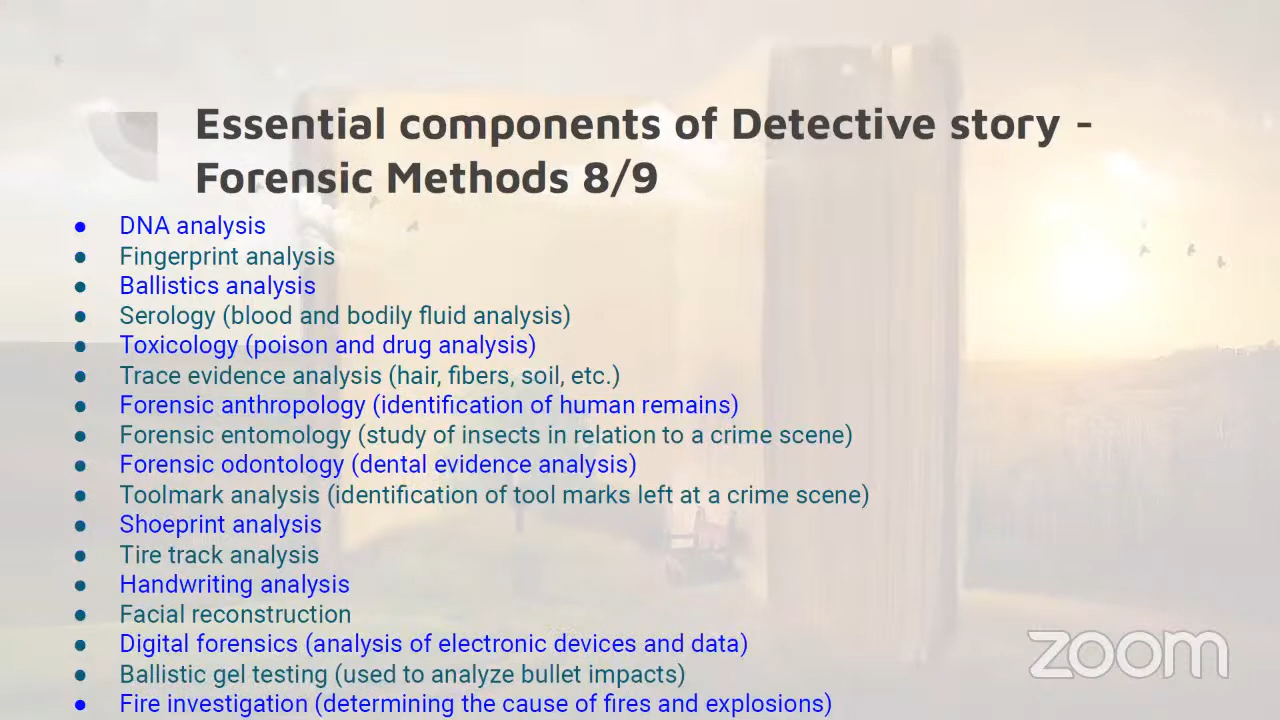 Essential components of Detective story -
Forensic Methods 8/9
● DNA analysis
● Fingerprint analysis
● Ballistics analysis
● Serology (blood and bodily fluid analysis)
● Toxicology (poison and drug analysis)
● Trace evidence analysis (hair, fibers, soil, etc.)
● Forensic anthropology (identification of human remains)
● Forensic entomology (study of insects in relation to a crime scene)
● Forensic odontology (dental evidence analysis)
● Toolmark analysis (identification of tool marks left at a crime scene)
● Shoeprint analysis
● Tire track analysis
● Handwriting analysis
● Facial reconstruction
● Digital forensics (analysis of electronic devices and data)
● Ballistic gel testing (used to analyze bullet impacts)
● Fire investigation (determining the cause of fires and explosions)
zoom